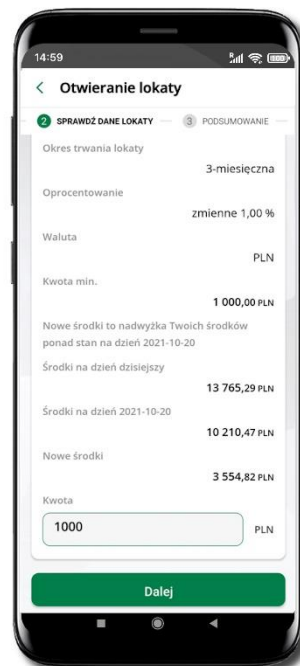 14:59
Otwieranie lokaty
2 SPRAWDŹ DANE LOKATY 3 PODSUMOWANIE
Okres trwania lokaty
3-miesięczna
Oprocentowanie
zmienne 1,00 %
Waluta
PLN
Kwota min.
1 000,00 PLN
Nowe środki to nadwyżka Twoich środków
ponad stan na dzień 2021-10-20
Środki na dzień dzisiejszy
13 765,29 PLN
Środki na dzień 2021-10-20
10 210,47 PLN
Nowe środki
3 554,82 PLN
Kwota
1000 PLN
Dalej